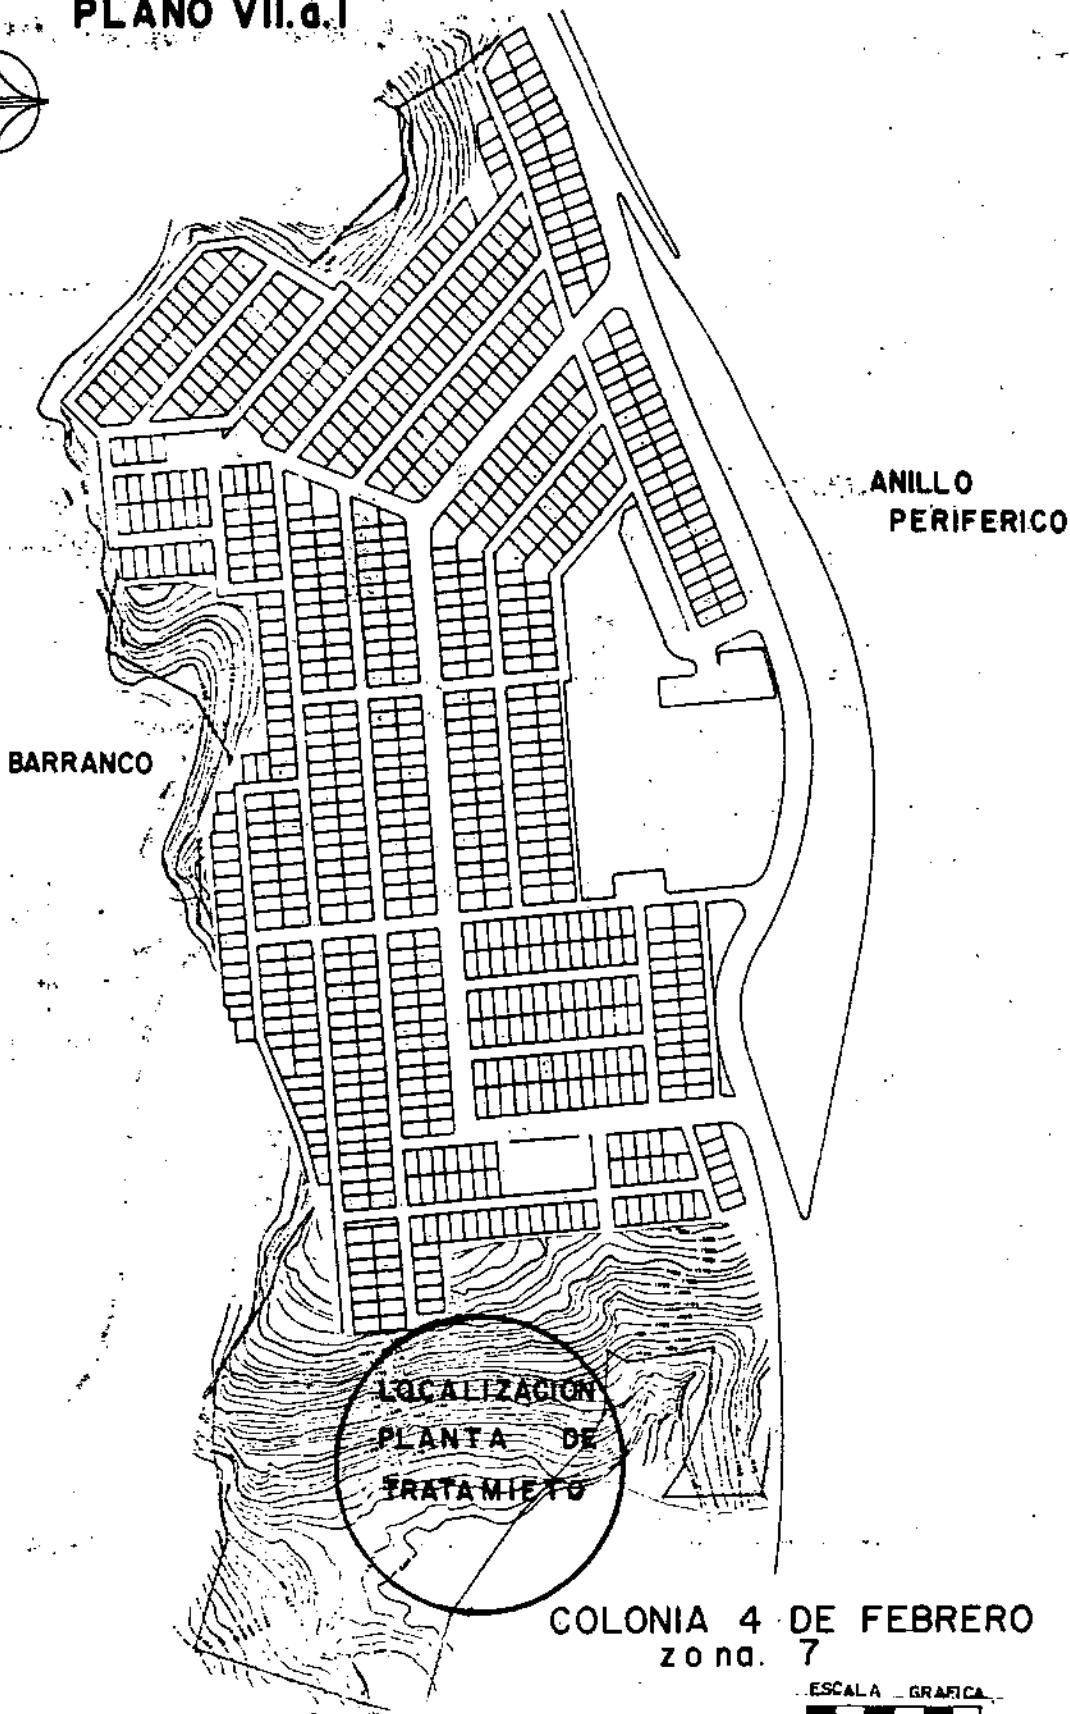 PLANO VII.a.1
ANILLO
PERIFERICO
BARRANCO
LOCALIZACION
PLANTA DE
TRATAMIETO
COLONIA 4 DE FEBRERO
zona. 7
ESCALA GRAFICA